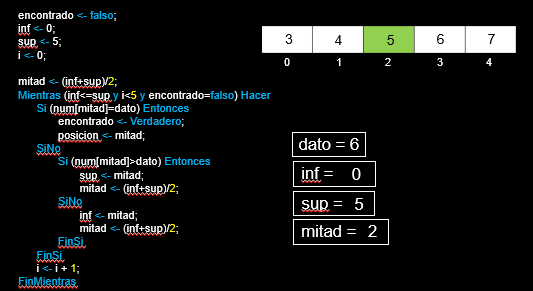 encontrado <- falso;
inf <- 0;
sup <- 5;
i <- 0;
mitad <- (inf+sup)/2;
Mientras (inf<=sup y i<5 y encontrado=falso) Hacer
Si (num[mitad]=dato) Entonces
encontrado <- Verdadero;
posicion <- mitad;
SiNo
Si (num[mitad]>dato) Entonces
sup <- mitad;
mitad <- (inf+sup)/2;
SiNo
inf <- mitad;
mitad <- (inf+sup)/2;
FinSi
FinSi
i <- i + 1;
FinMientras
3 4 5 6 7
0 1 2 3 4
dato = 6
inf = 0
sup = 5
mitad = 2